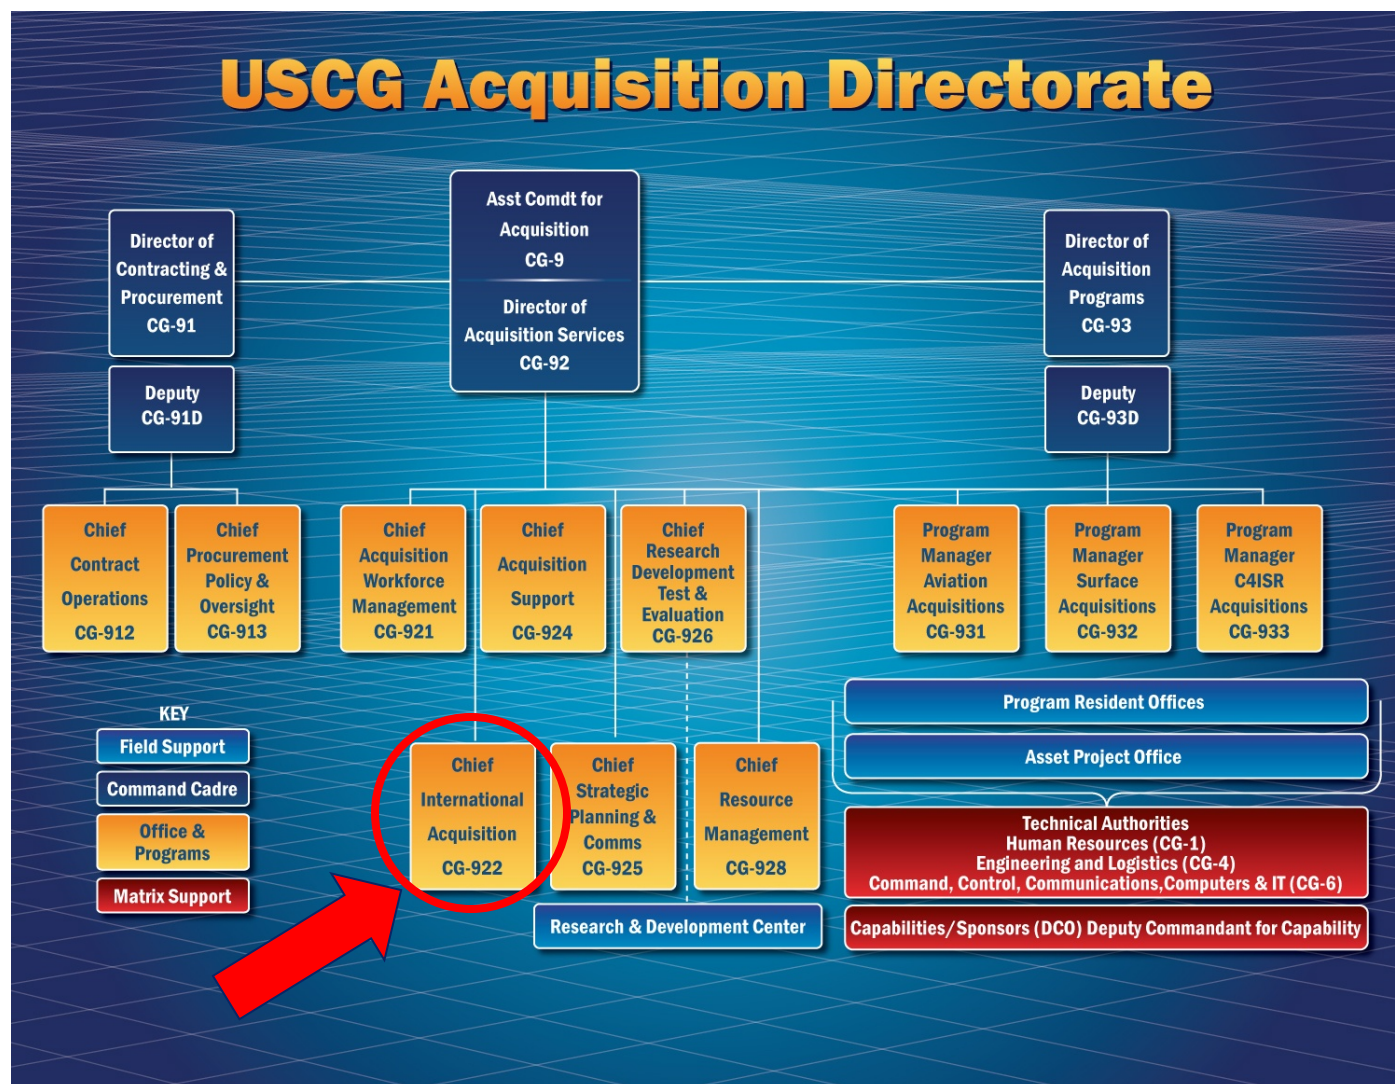 USCG Acquisition Directorate
Asst Comdt for
Acquisition
CG-9
Director of
Acquisition Services
CG-92
Director of
Contracting &
Procurement
CG-91
Deputy
CG-91D
Director of
Acquisition
Programs
CG-93
Deputy
CG-93D
Chief
Contract
Operations
CG-912
Chief
Procurement
Policy &
Oversight
CG-913
Chief
Acquisition
Workforce
Management
CG-921
Chief
Acquisition
Support
CG-924
Chief
Research
Development
Test &
Evaluation
CG-926
Program
Manager
Aviation
Acquisitions
CG-931
Program
Manager
Surface
Acquisitions
CG-932
Program
Manager
C4ISR
Acquisitions
CG-933
KEY
Field Support
Command Cadre
Office &
Programs
Matrix Support
Chief
International
Acquisition
CG-922
Chief
Strategic
Planning &
Comms
CG-925
Chief
Resource
Management
CG-928
Research & Development Center
Program Resident Offices
Asset Project Office
Technical Authorities
Human Resources (CG-1)
Engineering and Logistics (CG-4)
Command, Control, Communications,Computers & IT (CG-6)
Capabilities/Sponsors (DCO) Deputy Commandant for Capability